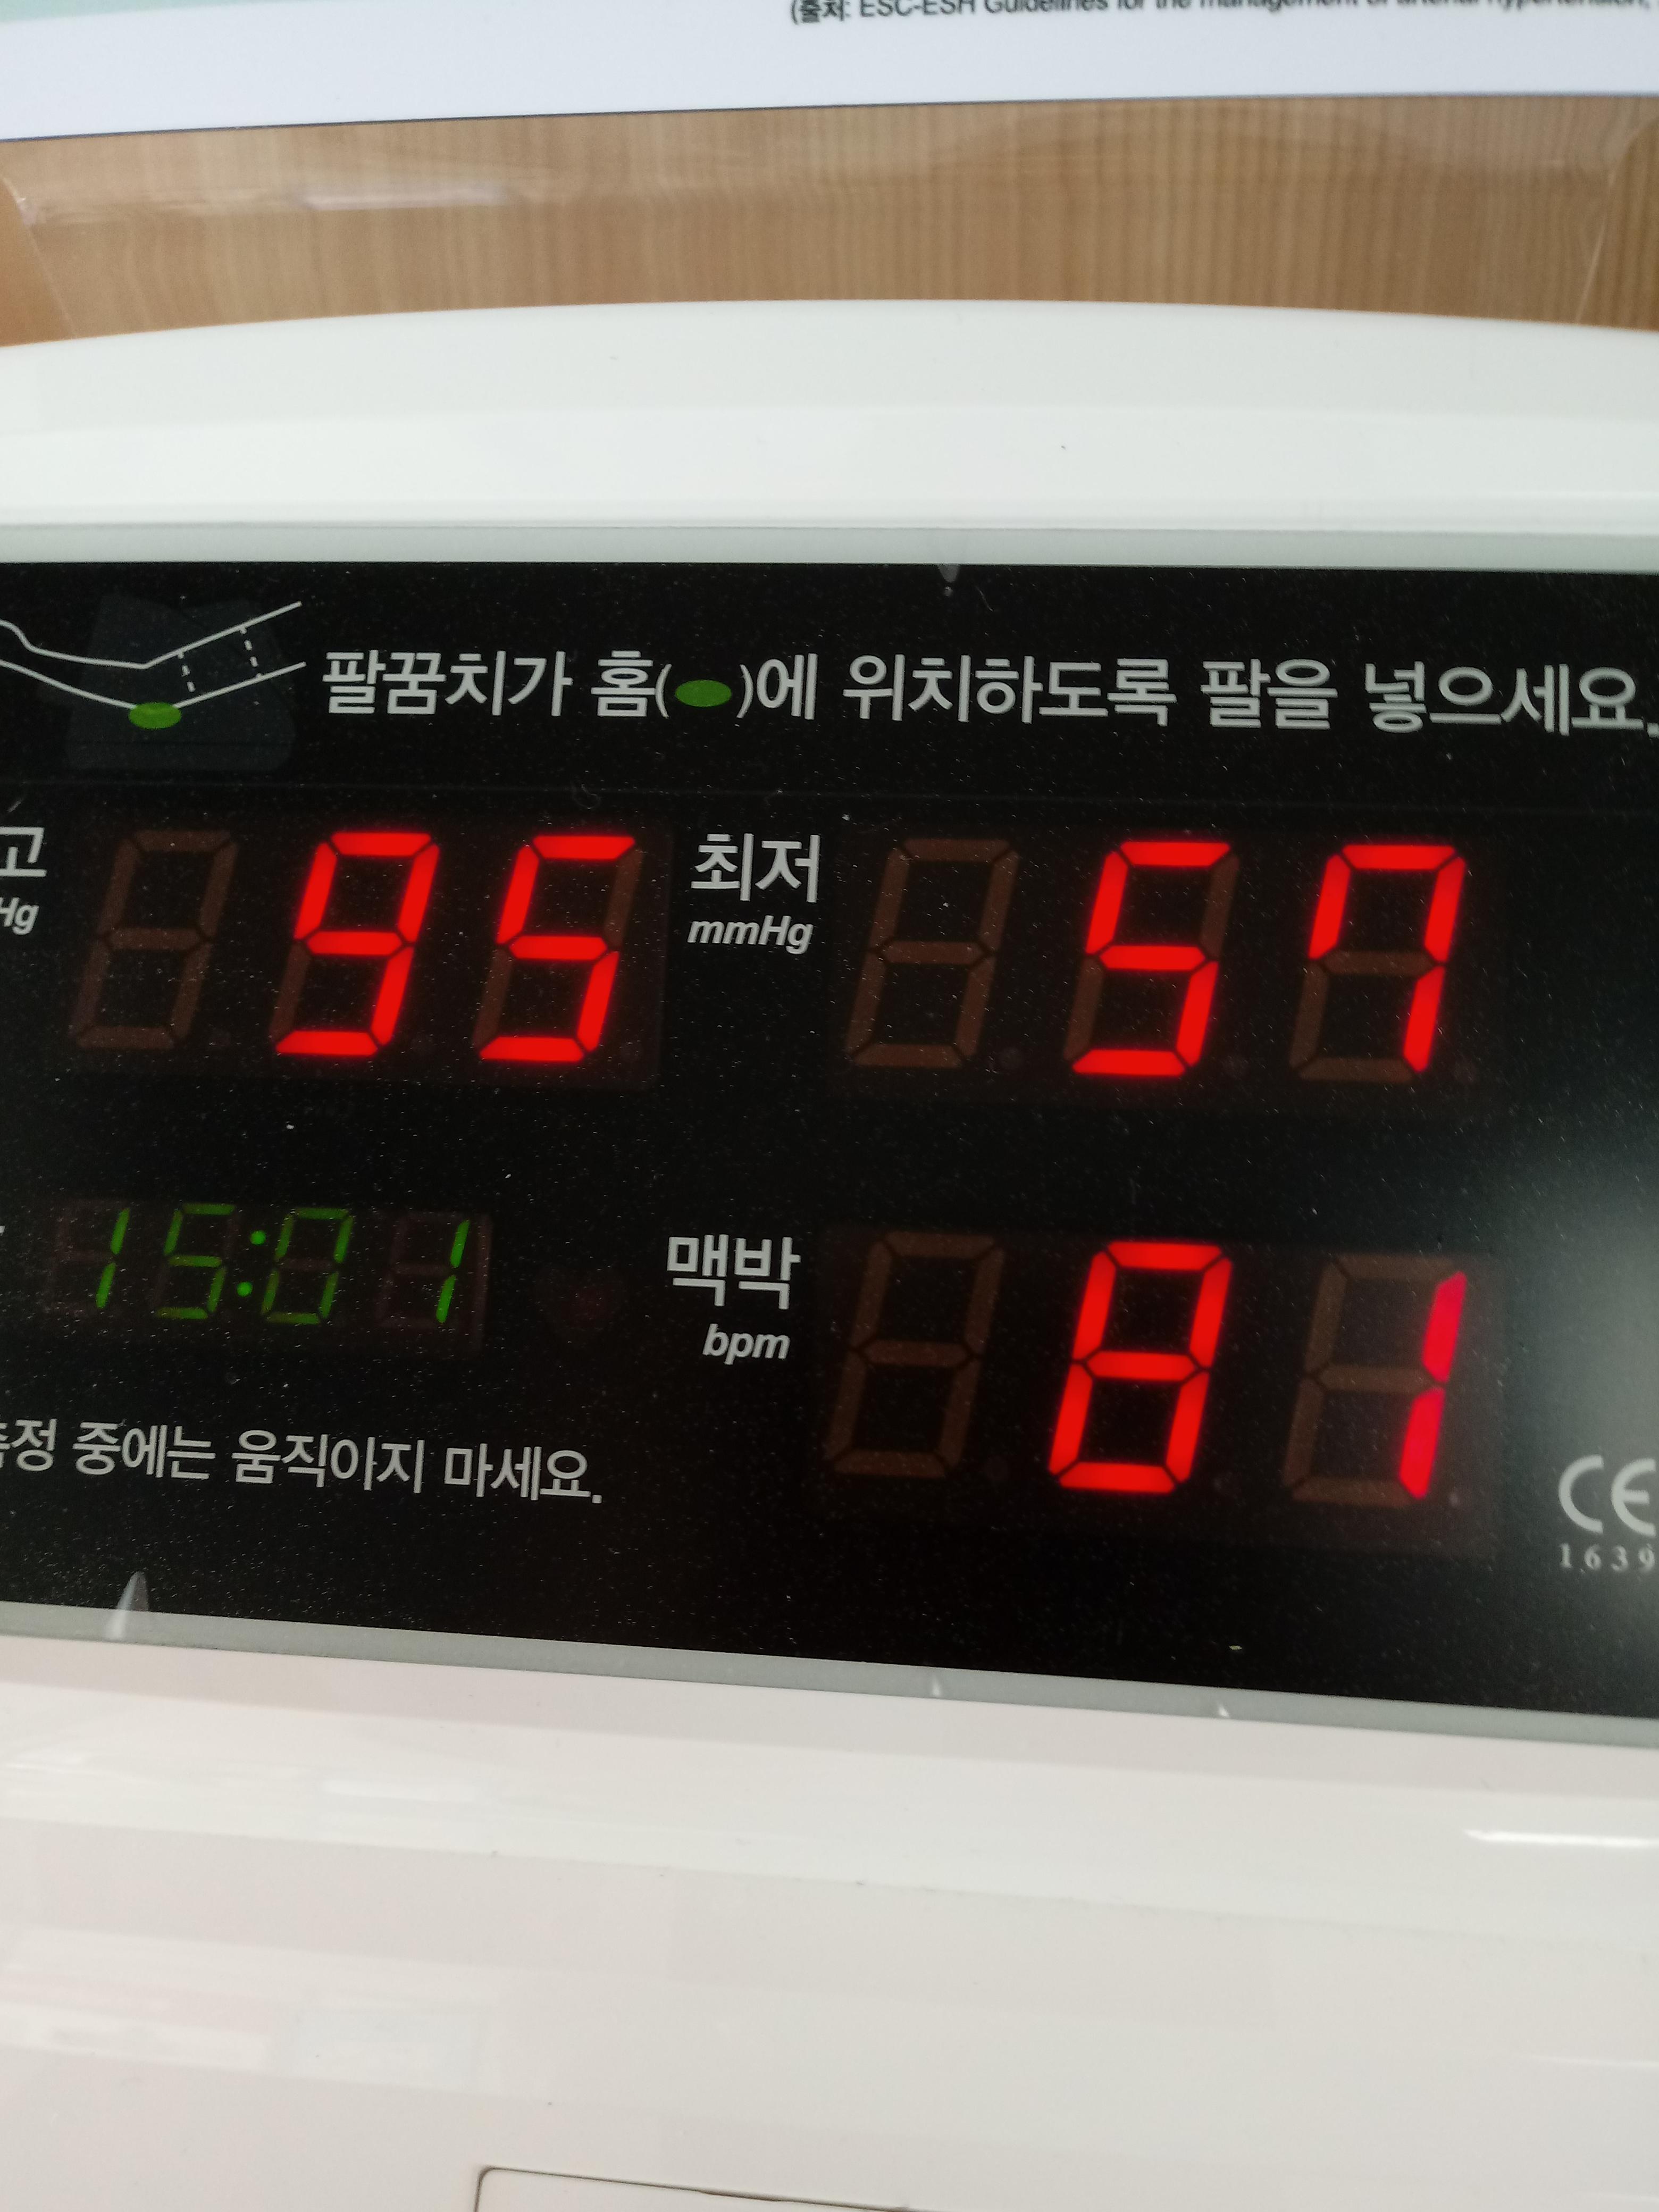 (출처: ESC-ESH Guidelines for the management of arterial hypertension,
팔꿈치가 홈( )에 위치하도록 팔을 넣으세요.
고 95 최저 57
Hg mmHg
15:01 맥박 81
bpm
측정 중에는 움직이지 마세요.
CE
1639